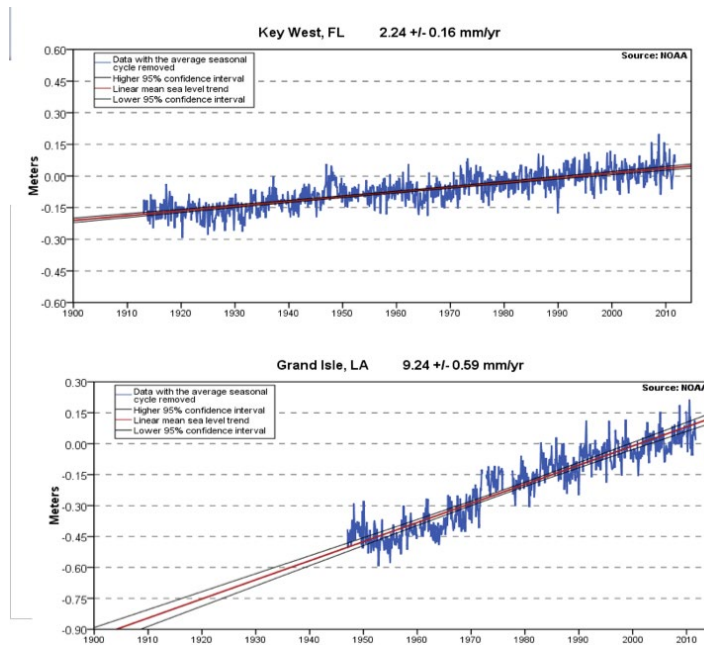 Key West, FL 2.24 +/- 0.16 mm/yr
Source: NOAA
Data with the average seasonal
cycle removed
Higher 95% confidence interval
Linear mean sea level trend
Lower 95% confidence interval
Meters
0.60
0.45
0.30
0.15
0.00
-0.15
-0.30
-0.45
-0.60
1900 1910 1920 1930 1940 1950 1960 1970 1980 1990 2000 2010
Grand Isle, LA 9.24 +/- 0.59 mm/yr
Source: NOAA
Data with the average seasonal
cycle removed
Higher 95% confidence interval
Linear mean sea level trend
Lower 95% confidence interval
Meters
0.30
0.15
0.00
-0.15
-0.30
-0.45
-0.60
-0.75
-0.90
1900 1910 1920 1930 1940 1950 1960 1970 1980 1990 2000 2010